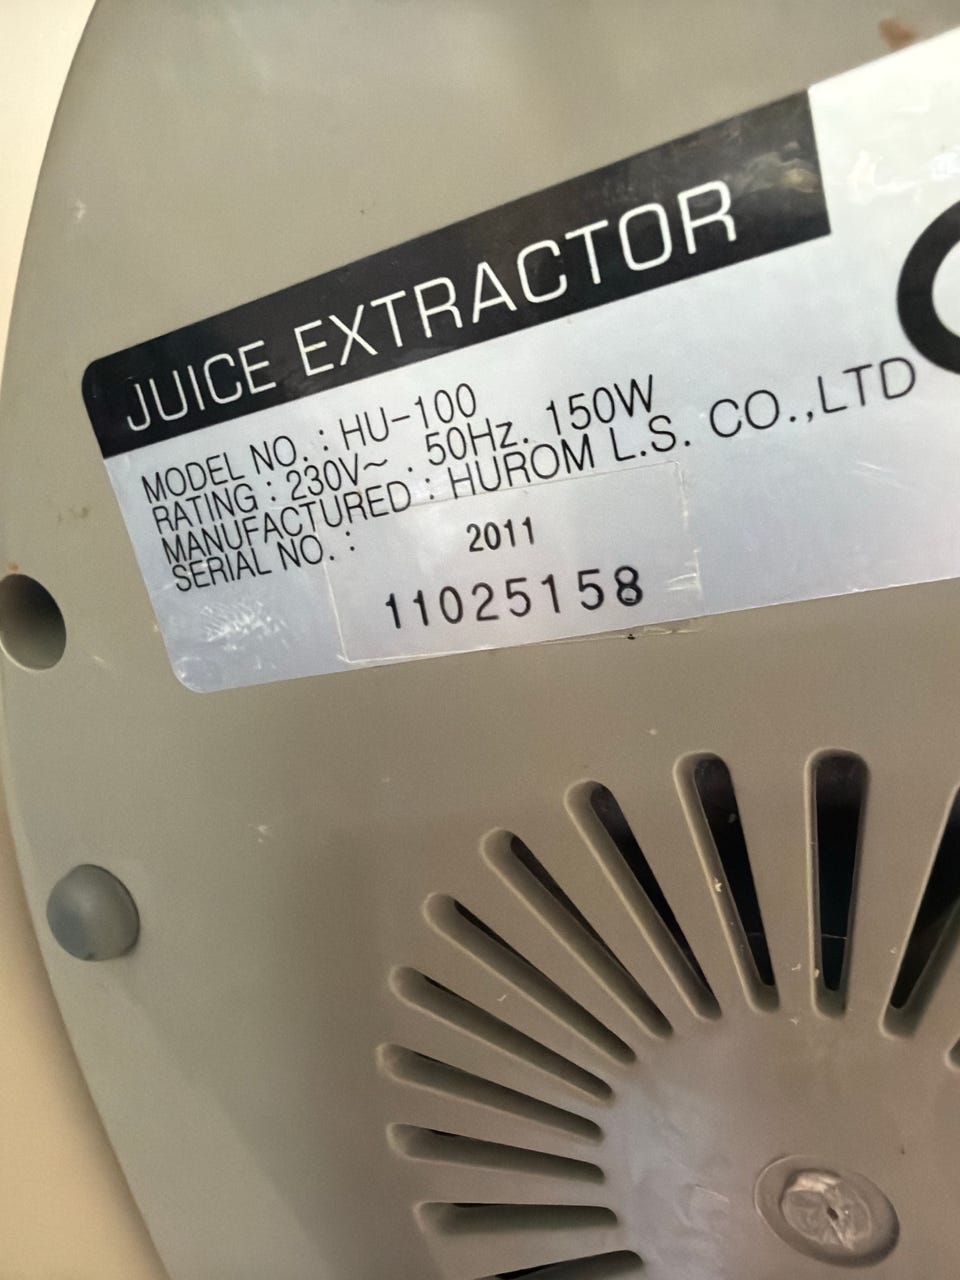 JUICE EXTRACTOR
MODEL NO. : HU-100
RATING : 230V~ . 50Hz. 150W
MANUFACTURED : HUROM L.S. CO.,LTD
SERIAL NO. :
2011
11025158